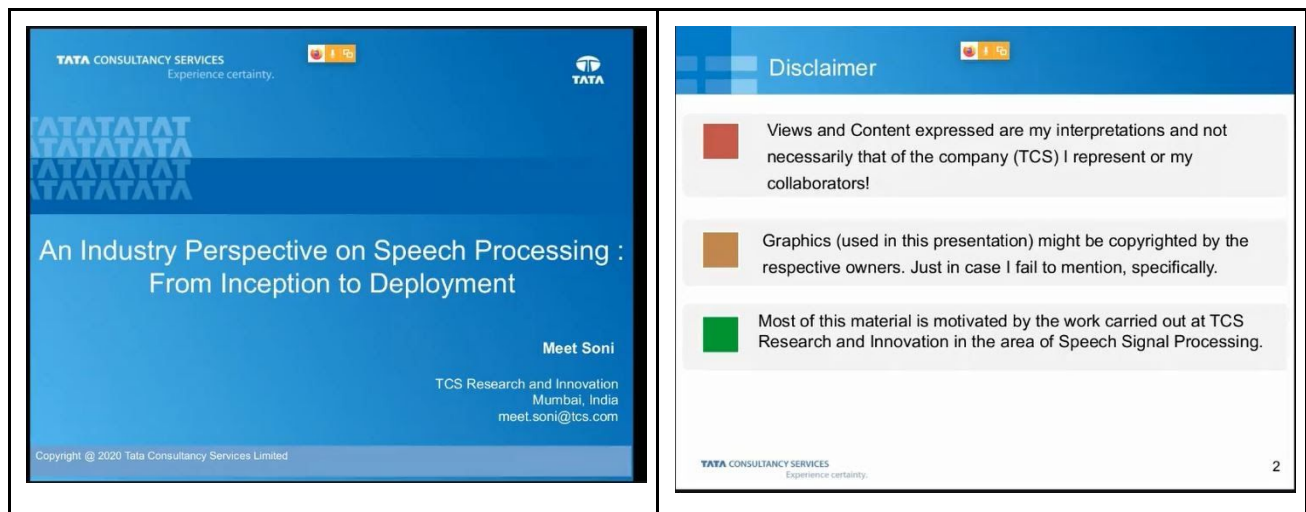 TATA CONSULTANCY SERVICES
Experience certainty.
TATA
TATATATAT
TATATATA
TATATATAT
TATATATA
An Industry Perspective on Speech Processing :
From Inception to Deployment
Meet Soni
TCS Research and Innovation
Mumbai, India
meet.soni@tcs.com
Copyright @ 2020 Tata Consultancy Services Limited
Disclaimer
Views and Content expressed are my interpretations and not
necessarily that of the company (TCS) I represent or my
collaborators!
Graphics (used in this presentation) might be copyrighted by the
respective owners. Just in case I fail to mention, specifically.
Most of this material is motivated by the work carried out at TCS
Research and Innovation in the area of Speech Signal Processing.
TATA CONSULTANCY SERVICES
Experience certainty.
2